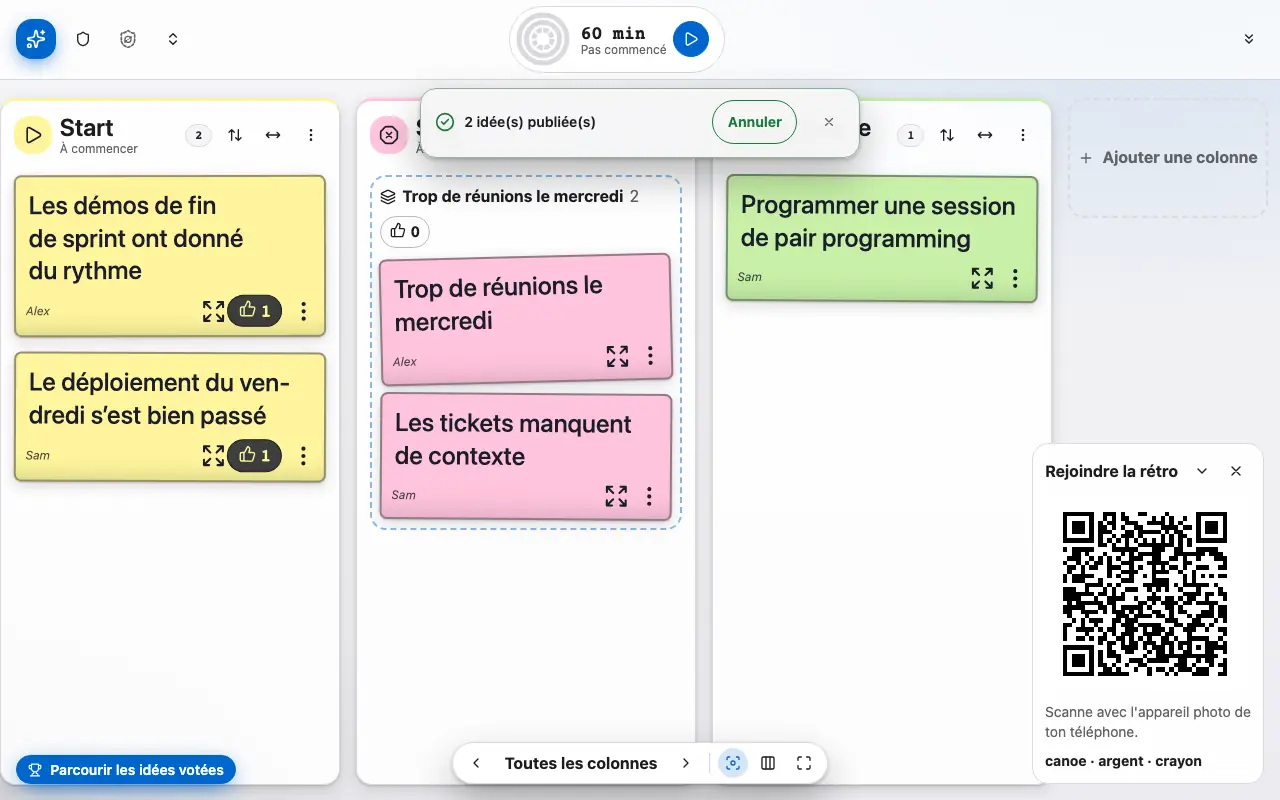 60 min
Pas commencé
2 idée(s) publiée(s)
Annuler
Start
À commencer
2
Les démos de fin
de sprint ont donné
du rythme
Alex
1
Le déploiement du ven-
dredi s’est bien passé
Sam
1
Trop de réunions le mercredi 2
0
Trop de réunions le
mercredi
Alex
Les tickets manquent
de contexte
Sam
1
Programmer une session
de pair programming
Sam
+ Ajouter une colonne
Rejoindre la rétro
Scanne avec l'appareil photo de
ton téléphone.
canoe · argent · crayon
Parcourir les idées votées
Toutes les colonnes